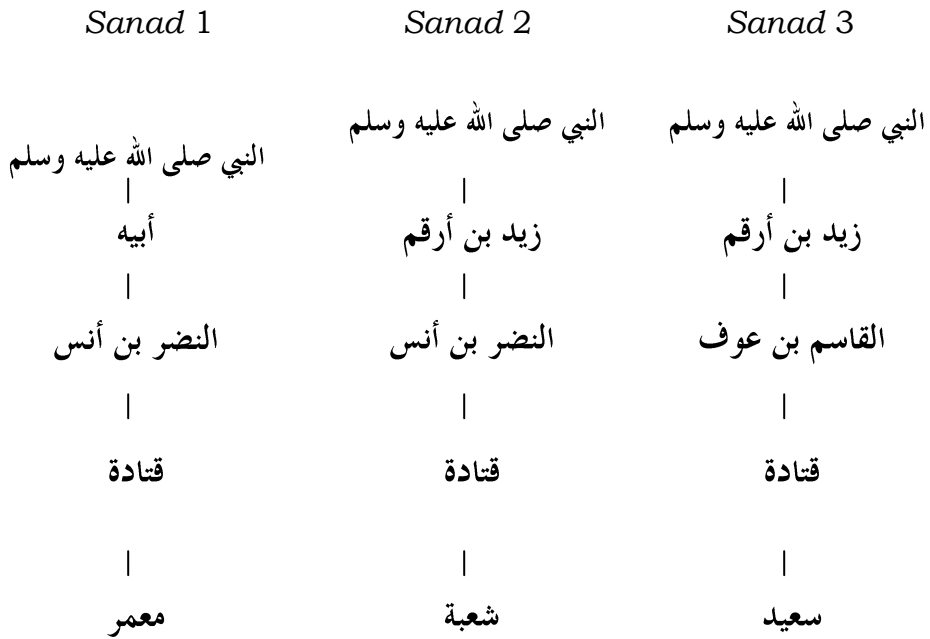 Sanad 1 Sanad 2 Sanad 3
النبي صلى الله عليه وسلم النبي صلى الله عليه وسلم النبي صلى الله عليه وسلم
أبيه زيد بن أرقم زيد بن أرقم
النضر بن أنس النضر بن أنس القاسم بن عوف
قتادة قتادة قتادة
معمر شعبة سعيد